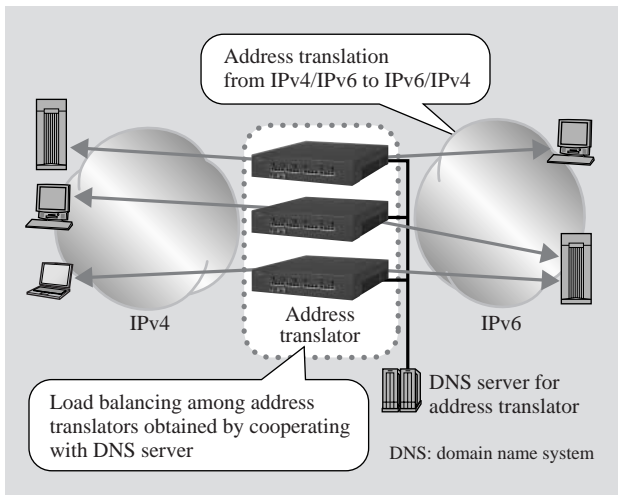 Address translation
from IPv4/IPv6 to IPv6/IPv4
IPv4
Address
translator
IPv6
DNS server for
address translator
Load balancing among address
translators obtained by cooperating
with DNS server
DNS: domain name system